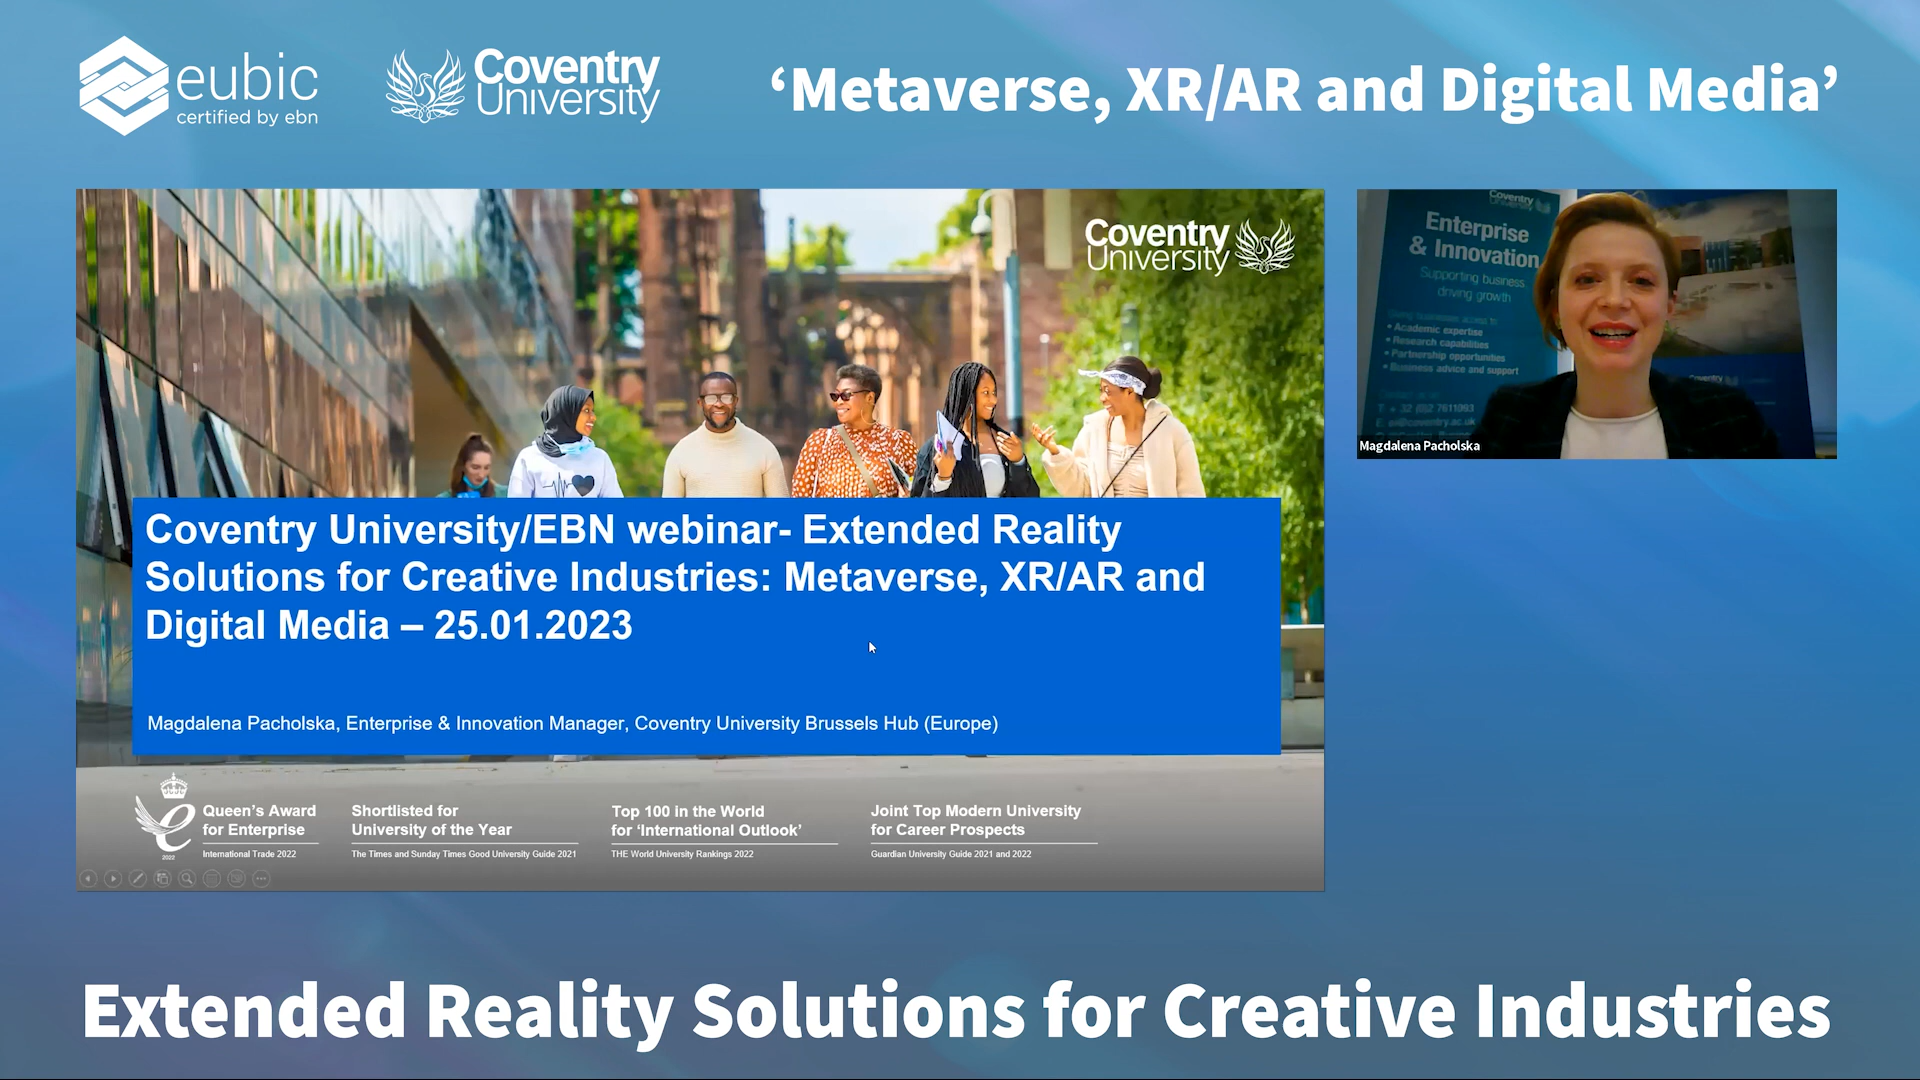 eubic
certified by ebn
Coventry
University
‘Metaverse, XR/AR and Digital Media’
Coventry
University
Coventry University/EBN webinar- Extended Reality
Solutions for Creative Industries: Metaverse, XR/AR and
Digital Media – 25.01.2023
Magdalena Pacholska, Enterprise & Innovation Manager, Coventry University Brussels Hub (Europe)
2022
Queen’s Award
for Enterprise
International Trade 2022
Shortlisted for
University of the Year
The Times and Sunday Times Good University Guide 2021
Top 100 in the World
for ‘International Outlook’
THE World University Rankings 2022
Joint Top Modern University
for Career Prospects
Guardian University Guide 2021 and 2022
Coventry
University
Enterprise
& Innovation
Supporting business
driving growth
• Academic expertise
• Research capabilities
• Partnership opportunities
• Business advice and support
Magdalena Pacholska
Extended Reality Solutions for Creative Industries